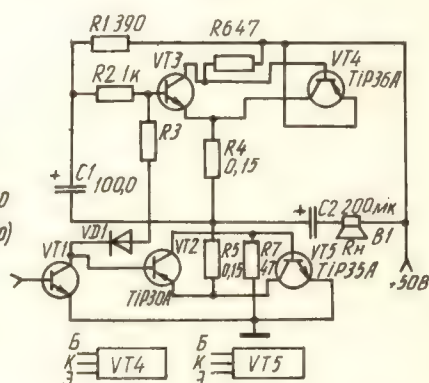 R1 390
R6 47
R2 1к
VT3
VT4
TiP36A
R3
R4
0,15
+ C1
100,0
+ C2 200мк
VD1
VT1
VT2
R5
0,15
R7
47
VT5
Rн
B1
TiP30A
TiP35A
+50В
Б
К
Э
VT4
Б
К
Э
VT5